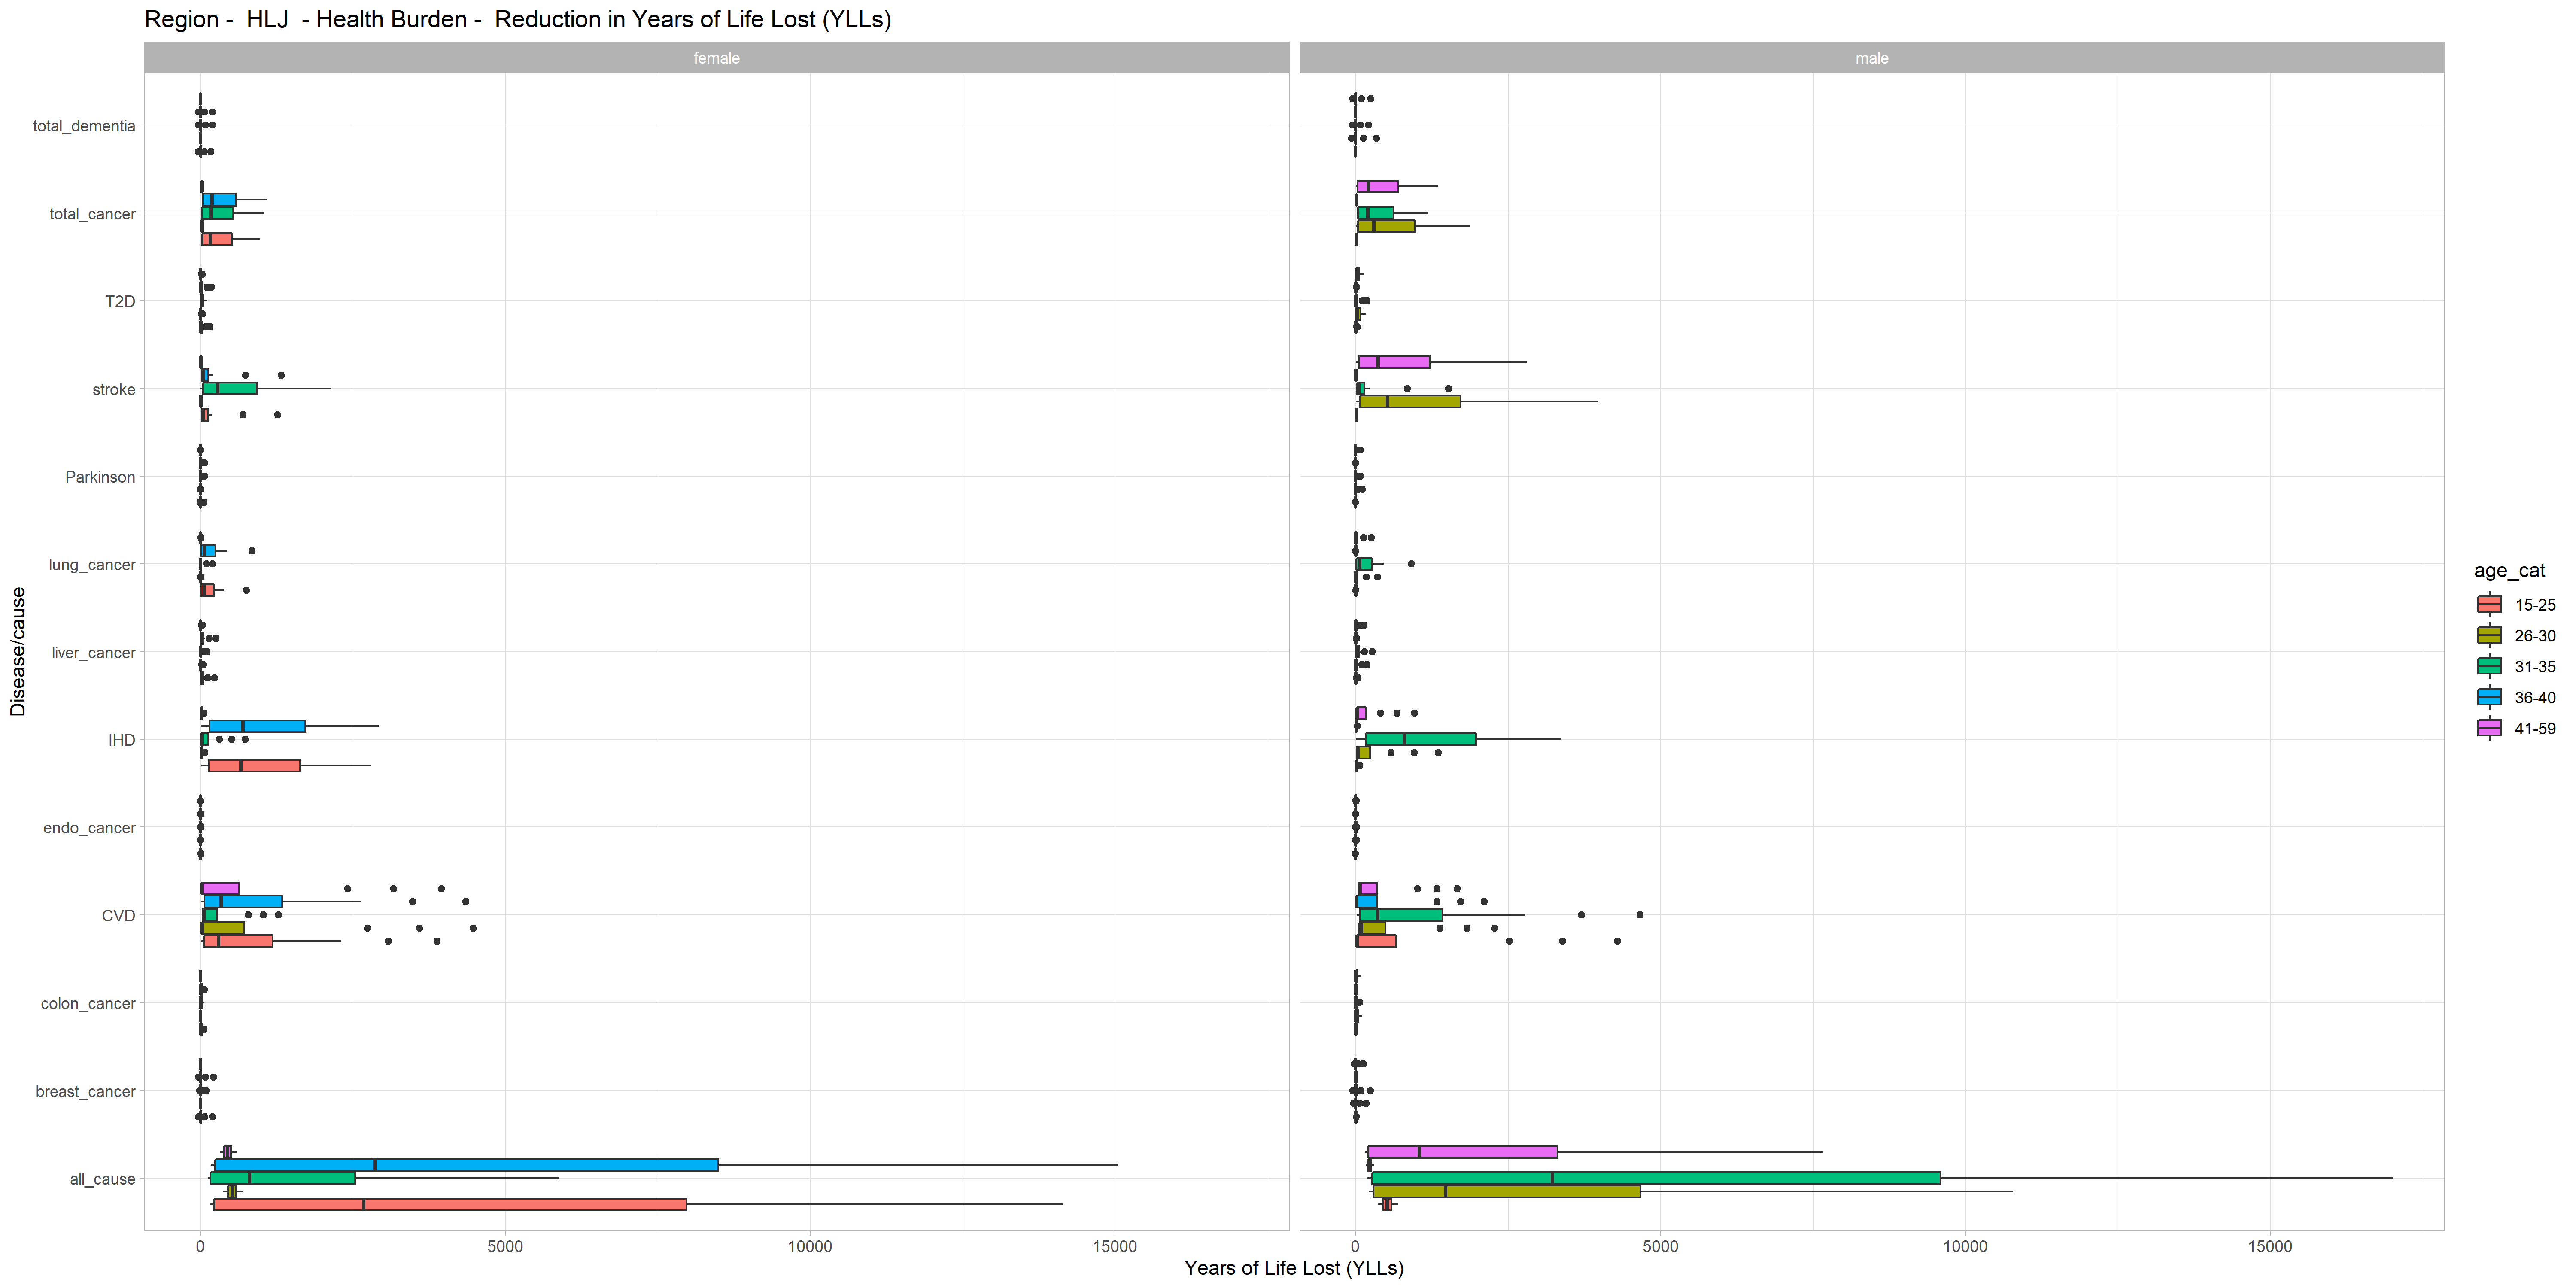 Region -  HLJ  - Health Burden -  Reduction in Years of Life Lost (YLLs)
female
male
total_dementia
total_cancer
T2D
stroke
Parkinson
lung_cancer
liver_cancer
IHD
endo_cancer
CVD
colon_cancer
breast_cancer
all_cause
Disease/cause
0
5000
10000
15000
0
5000
10000
15000
Years of Life Lost (YLLs)
age_cat
15-25
26-30
31-35
36-40
41-59